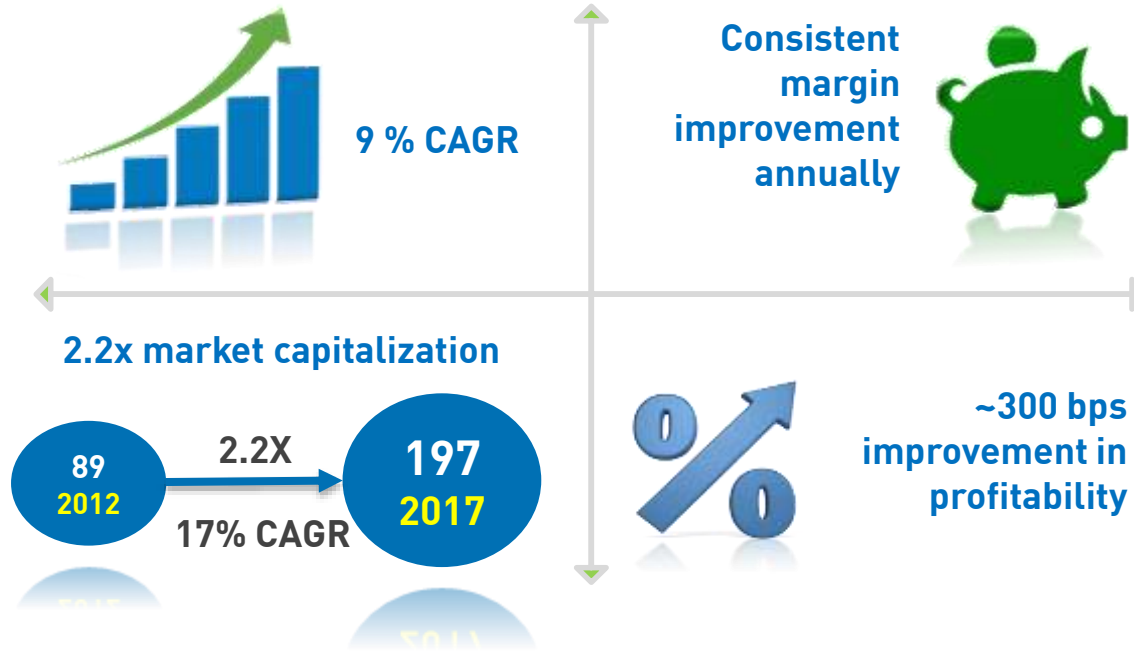 9 % CAGR
Consistent
margin
improvement
annually
2.2x market capitalization
89
2012
2.2X
17% CAGR
197
2017
~300 bps
improvement in
profitability